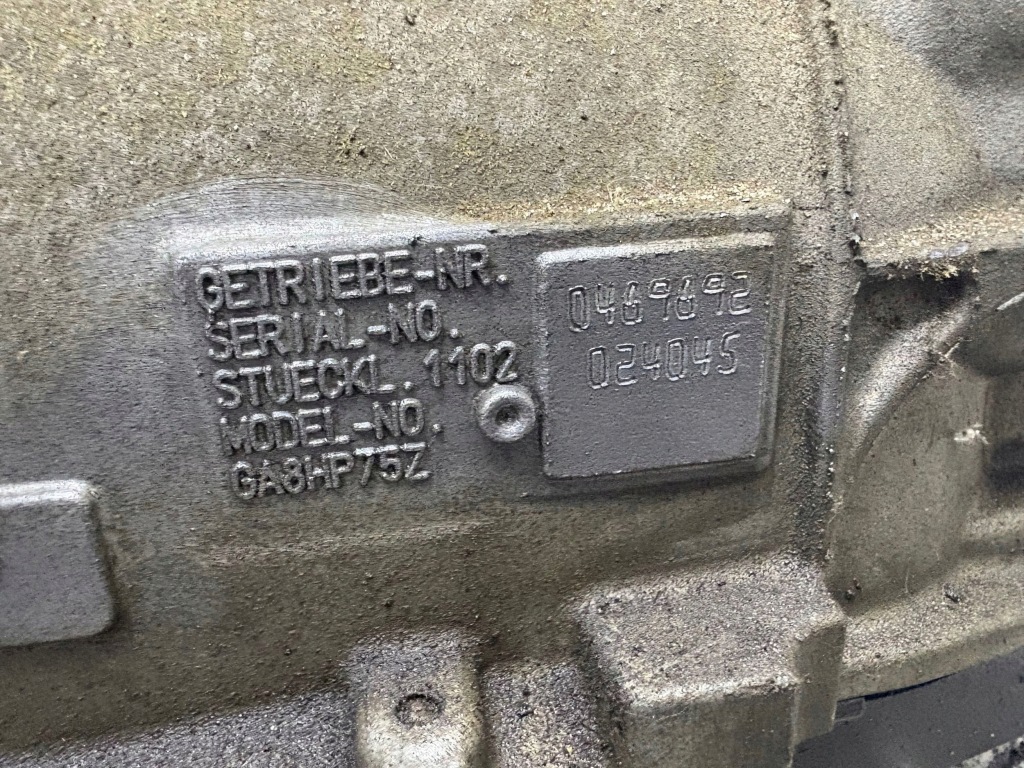 GETRIEBE-NR.
SERIAL-NO.
STUECKL. 1102
MODEL-NO.
GA8HP75Z
0469692
024045